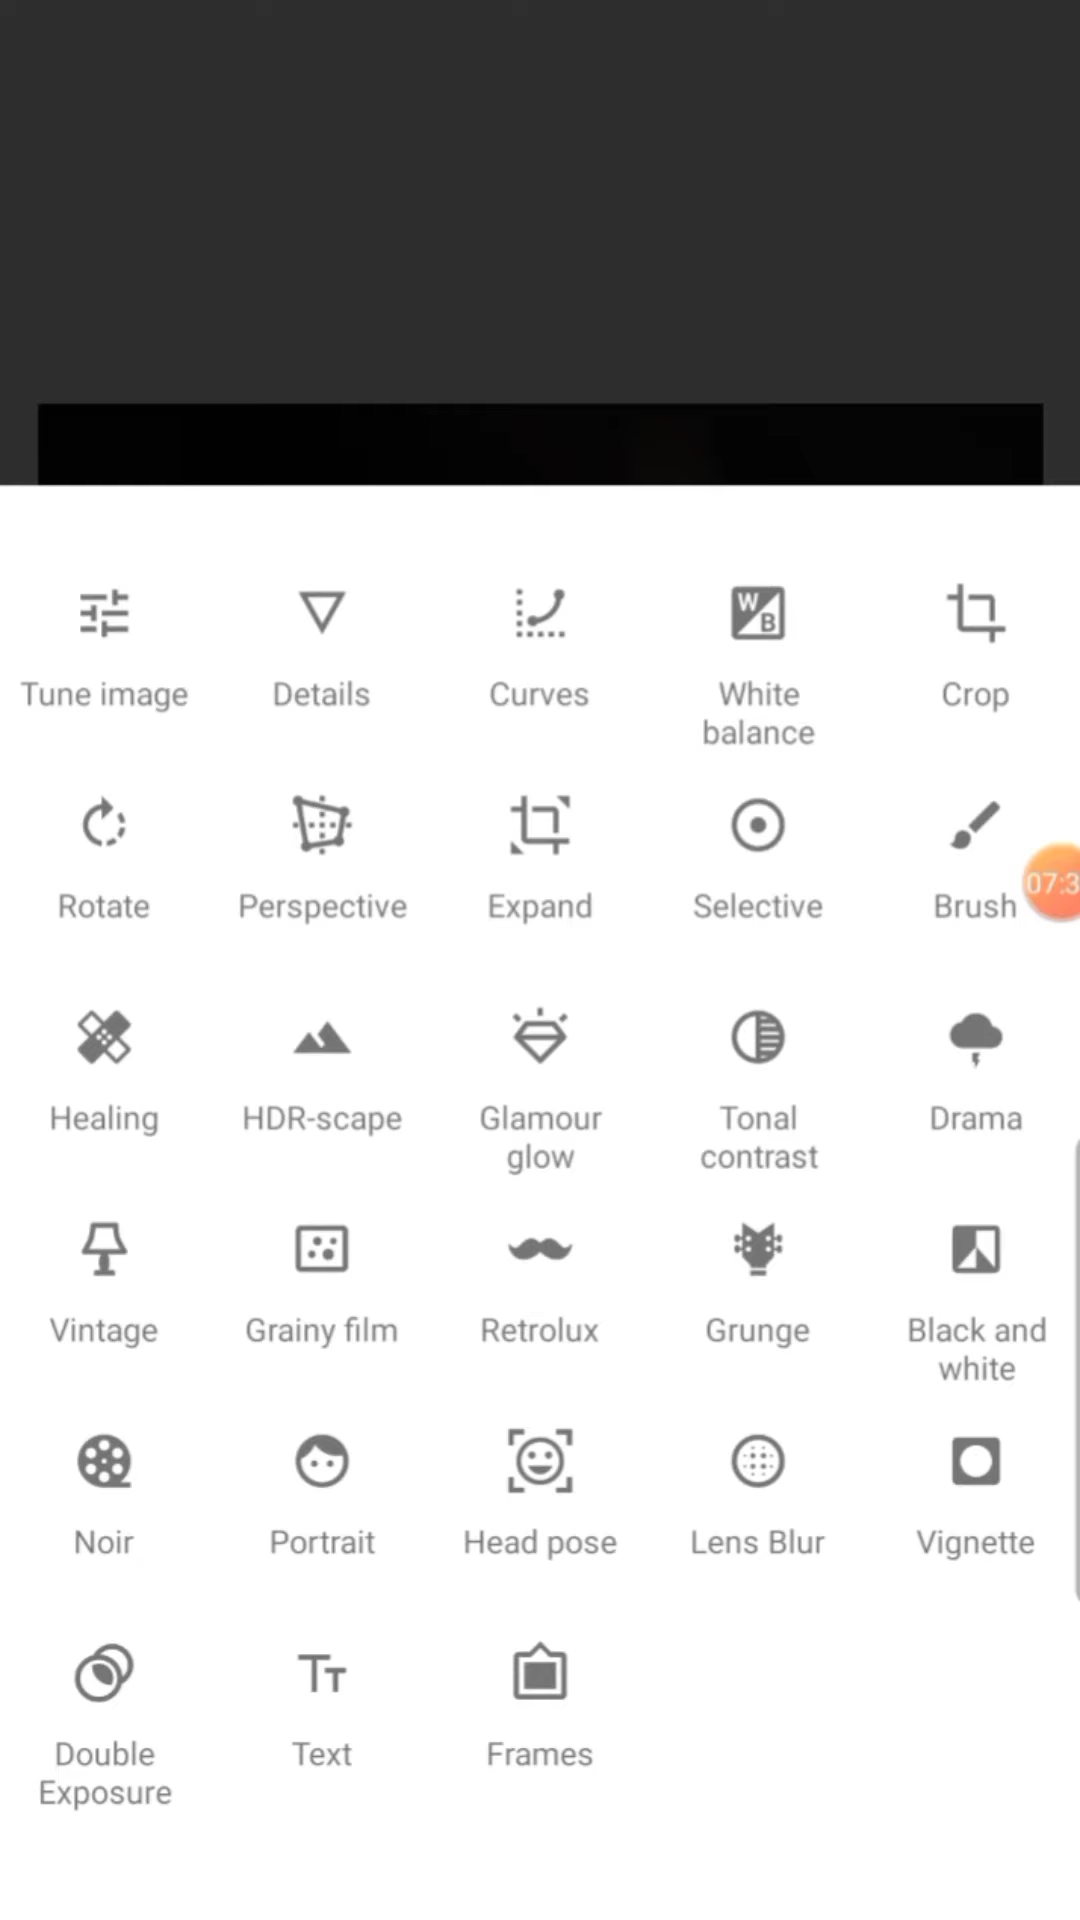 Tune image
Details
Curves
White
balance
Crop
Rotate
Perspective
Expand
Selective
Brush
07:3
Healing
HDR-scape
Glamour
glow
Tonal
contrast
Drama
Vintage
Grainy film
Retrolux
Grunge
Black and
white
Noir
Portrait
Head pose
Lens Blur
Vignette
Double
Exposure
Text
Frames